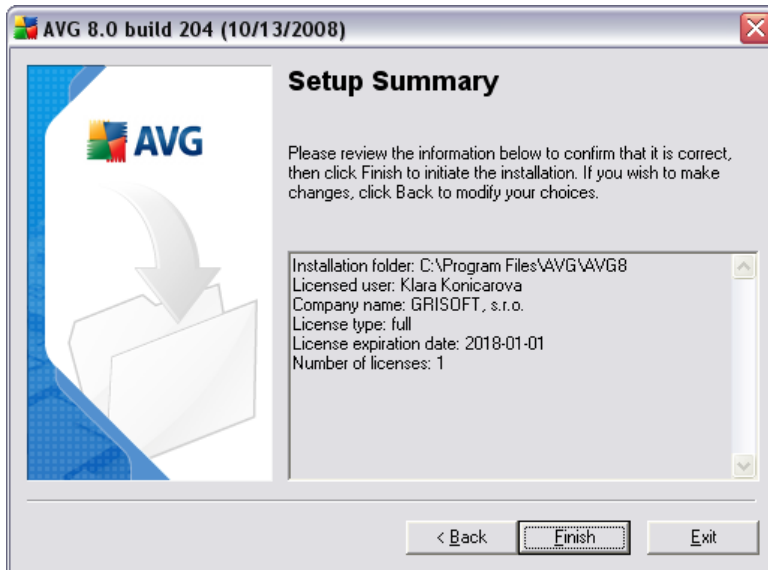 AVG 8.0 build 204 (10/13/2008)
AVG
Setup Summary
Please review the information below to confirm that it is correct,
then click Finish to initiate the installation. If you wish to make
changes, click Back to modify your choices.
Installation folder: C:\Program Files\AVG\AVG8
Licensed user: Klara Konicarova
Company name: GRISOFT, s.r.o.
License type: full
License expiration date: 2018-01-01
Number of licenses: 1
< Back Finish Exit